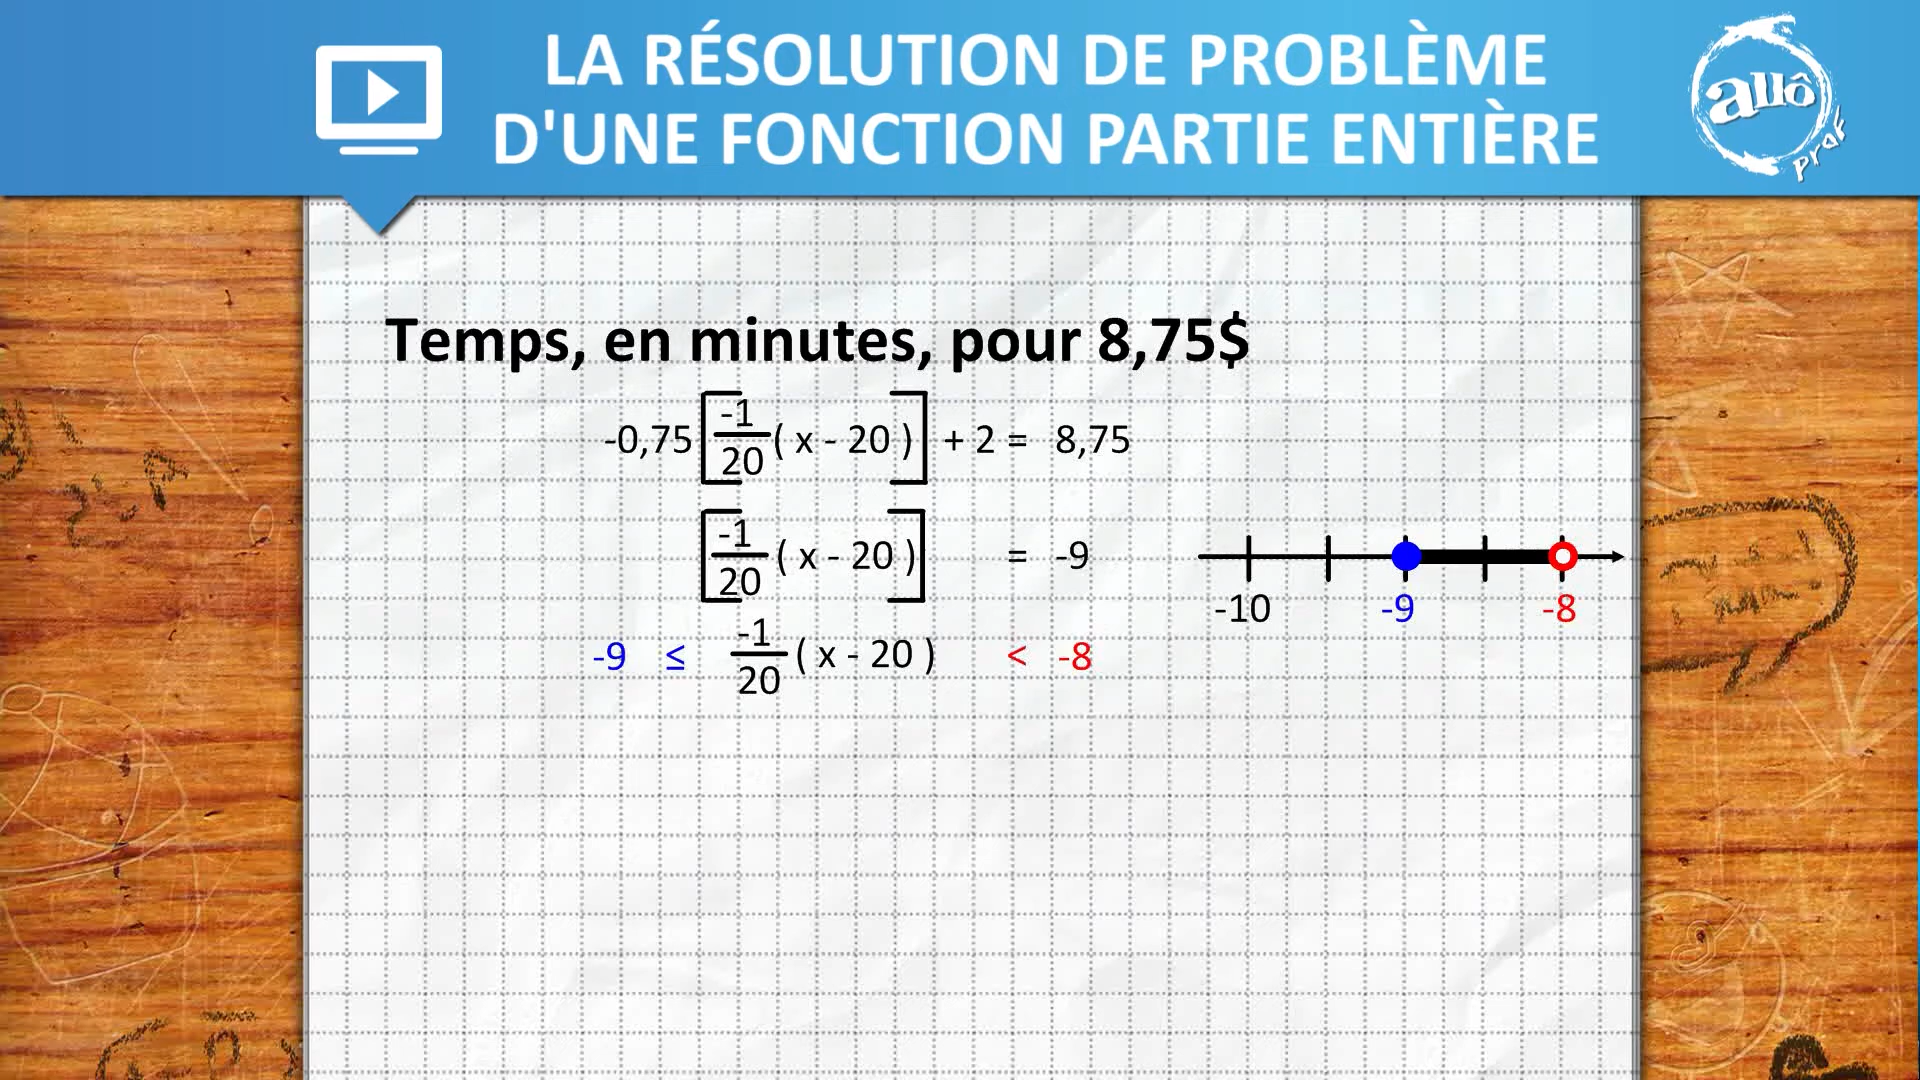 LA RÉSOLUTION DE PROBLÈME
D'UNE FONCTION PARTIE ENTIÈRE
allô
prof
Temps, en minutes, pour 8,75$
-0,75 [ -1/20 ( x - 20 ) ] + 2 = 8,75
[ -1/20 ( x - 20 ) ] = -9
-10 -9 -8
-9 ≤ -1/20 ( x - 20 ) < -8